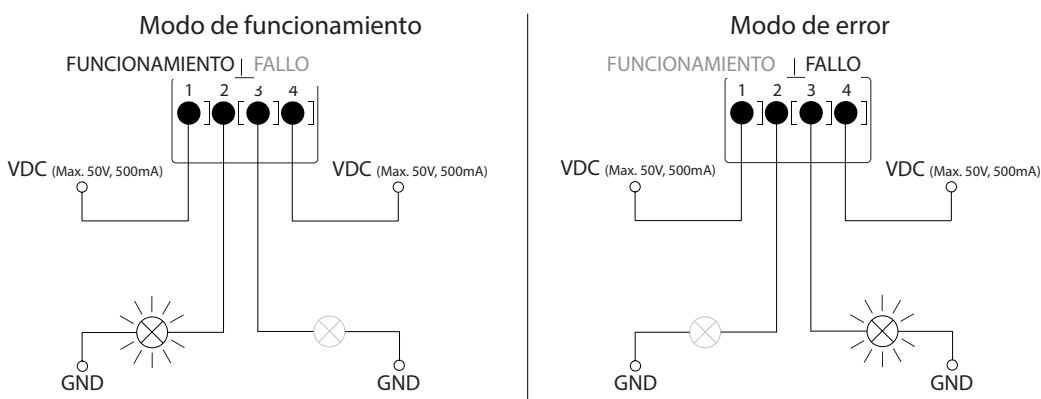 Modo de funcionamiento
FUNCIONAMIENTO | FALLO
1 2 3 4
VDC (Max. 50V, 500mA)
VDC (Max. 50V, 500mA)
GND
GND
Modo de error
FUNCIONAMIENTO | FALLO
1 2 3 4
VDC (Max. 50V, 500mA)
VDC (Max. 50V, 500mA)
GND
GND